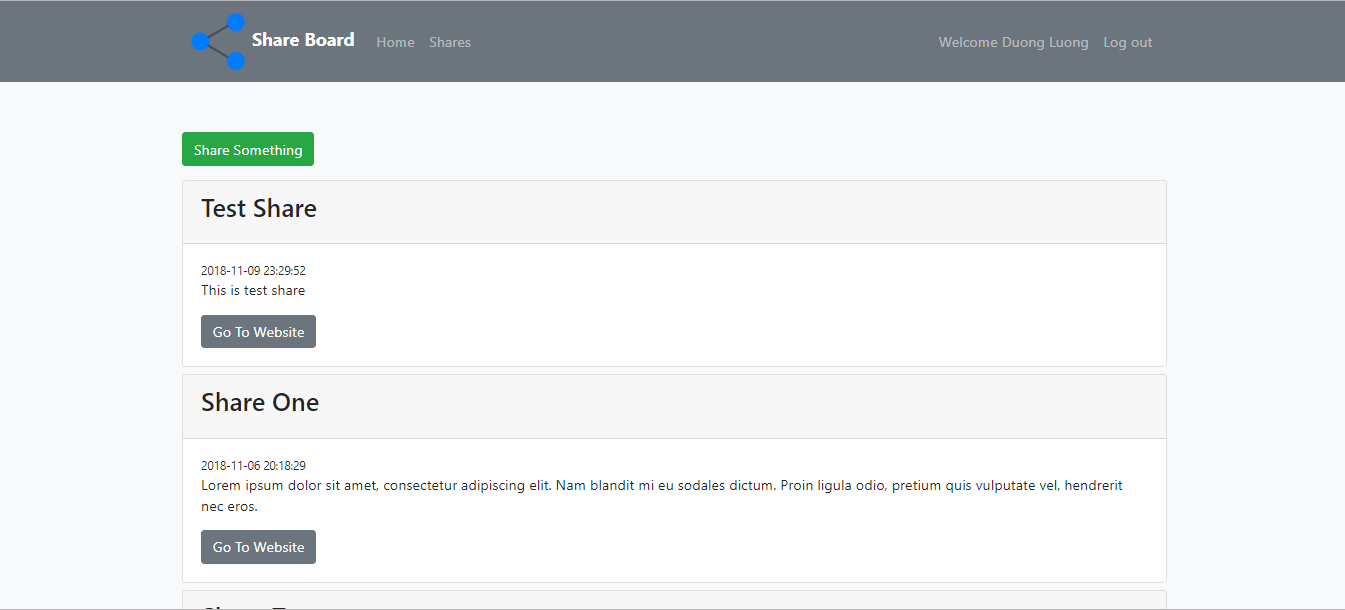 Share Board Home Shares Welcome Duong Luong Log out
Share Something
Test Share
2018-11-09 23:29:52
This is test share
Go To Website
Share One
2018-11-06 20:18:29
Lorem ipsum dolor sit amet, consectetur adipiscing elit. Nam blandit mi eu sodales dictum. Proin ligula odio, pretium quis vulputate vel, hendrerit
nec eros.
Go To Website